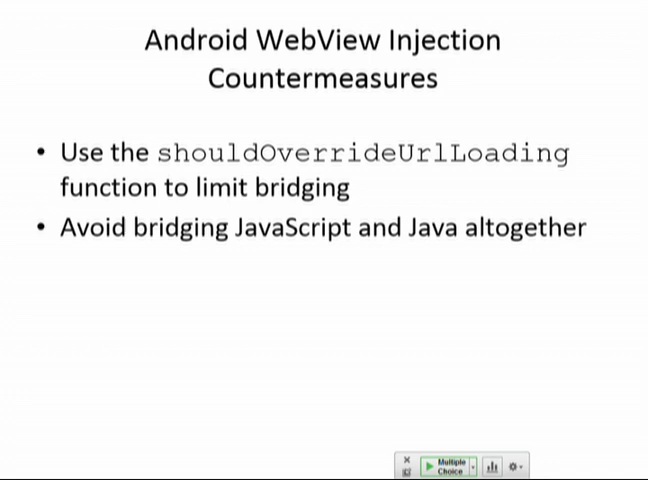 Android WebView Injection
Countermeasures
• Use the shouldOverrideUrlLoading
function to limit bridging
• Avoid bridging JavaScript and Java altogether
Multiple
Choice